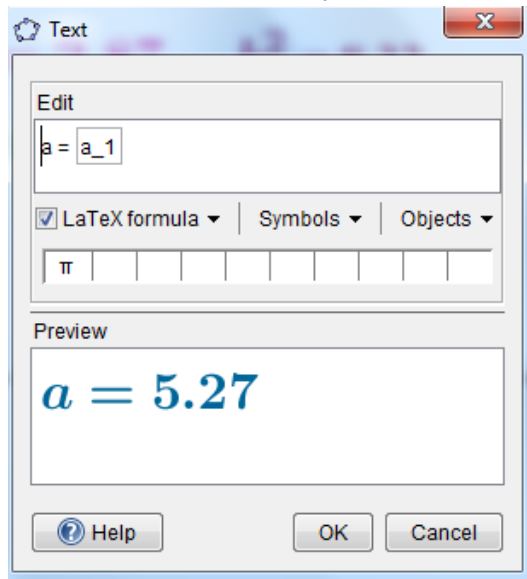 Text
Edit
a = a_1
LaTeX formula Symbols Objects
π
Preview
a = 5.27
Help OK Cancel